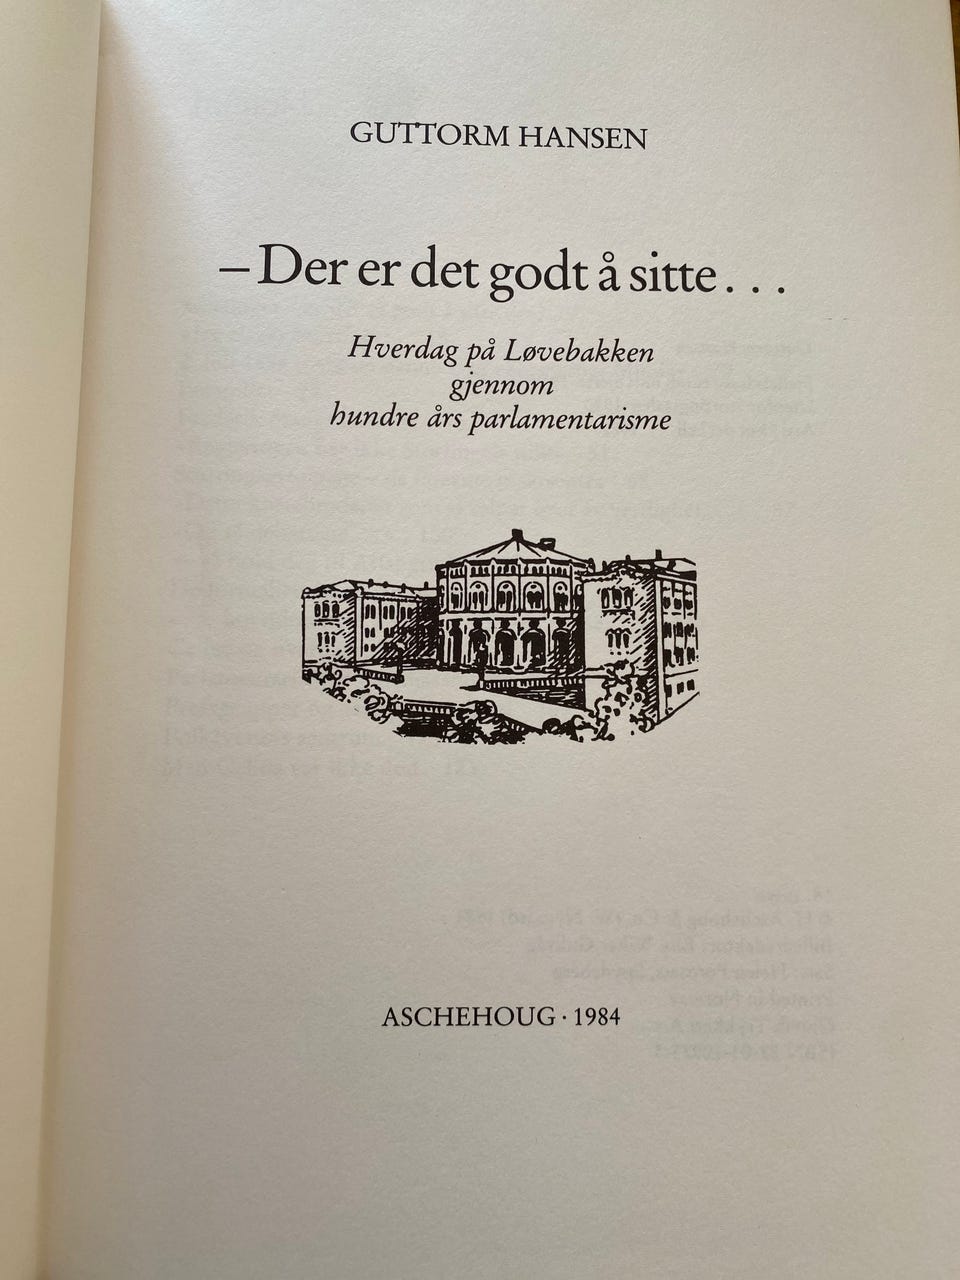 GUTTORM HANSEN
– Der er det godt å sitte . . .
Hverdag på Løvebakken
gjennom
hundre års parlamentarisme
ASCHEHOUG · 1984